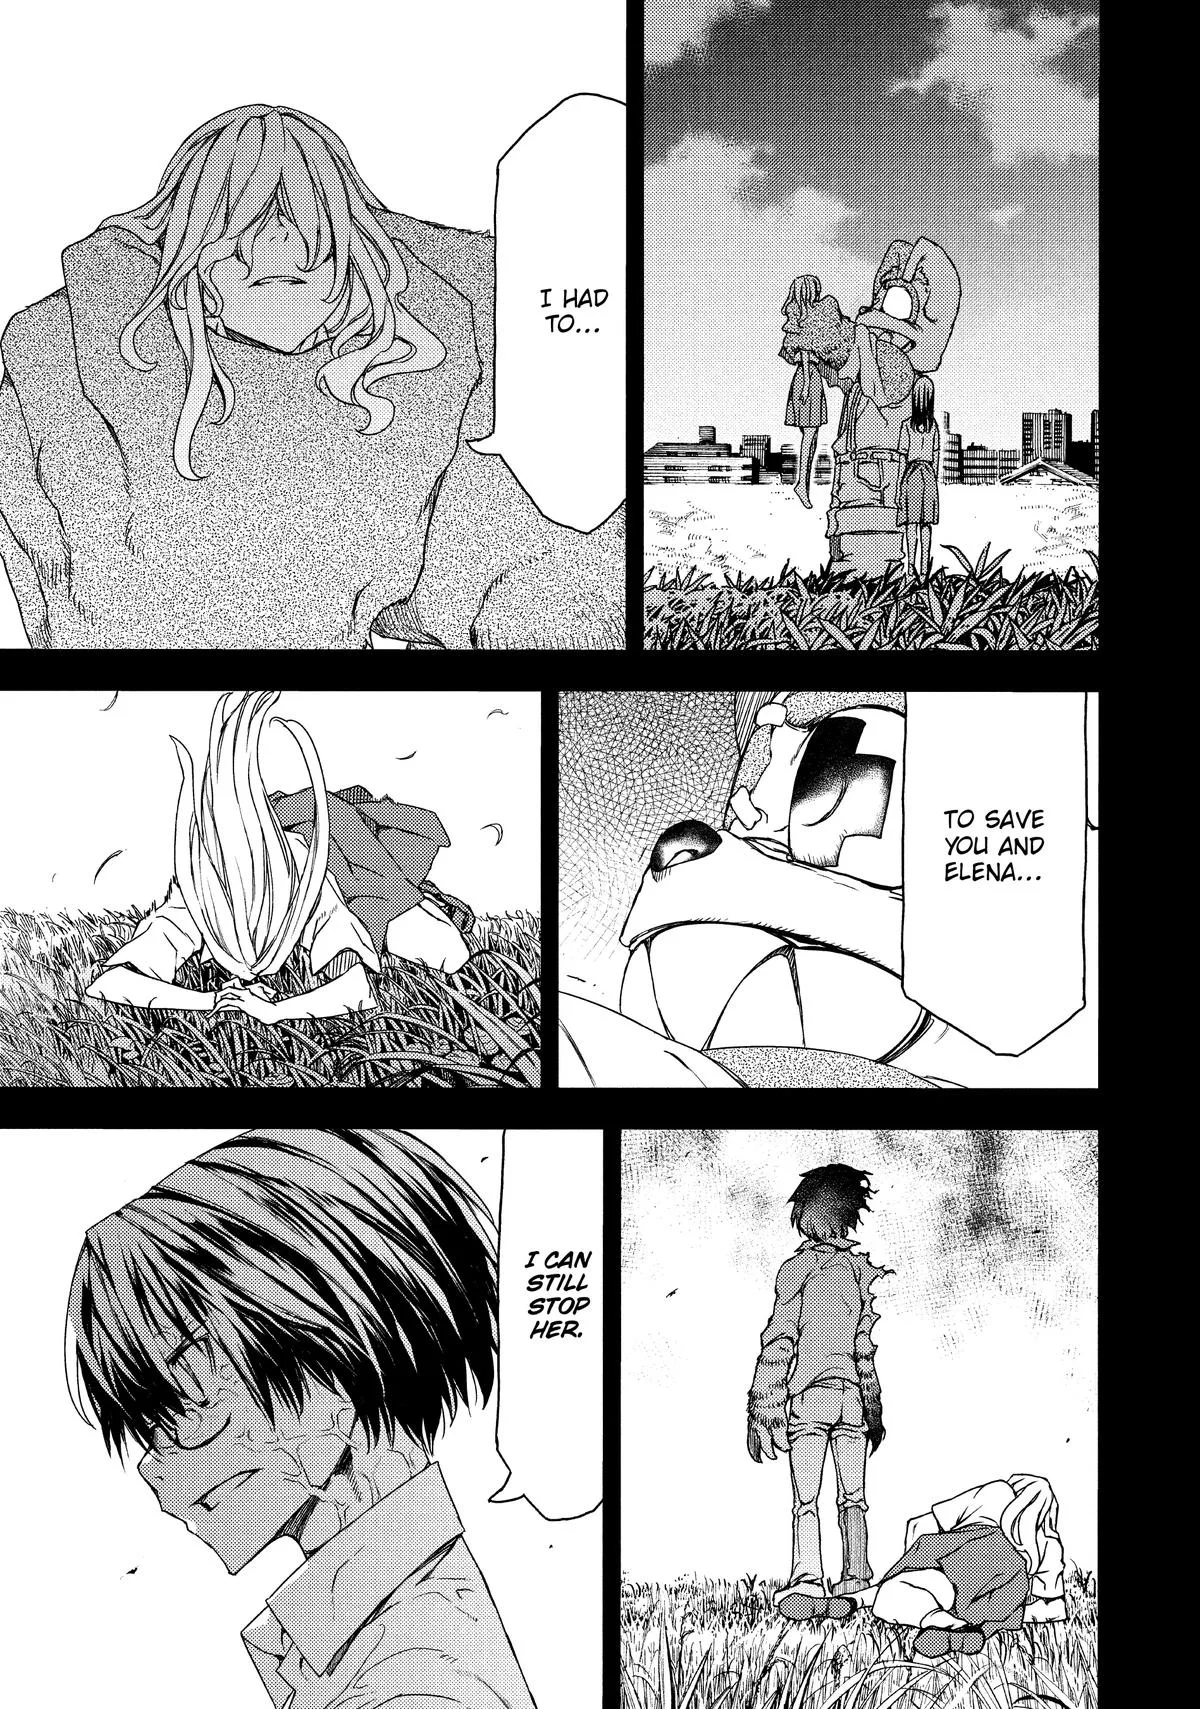 I HAD
TO...
TO SAVE
YOU AND
ELENA...
I CAN
STILL
STOP
HER.